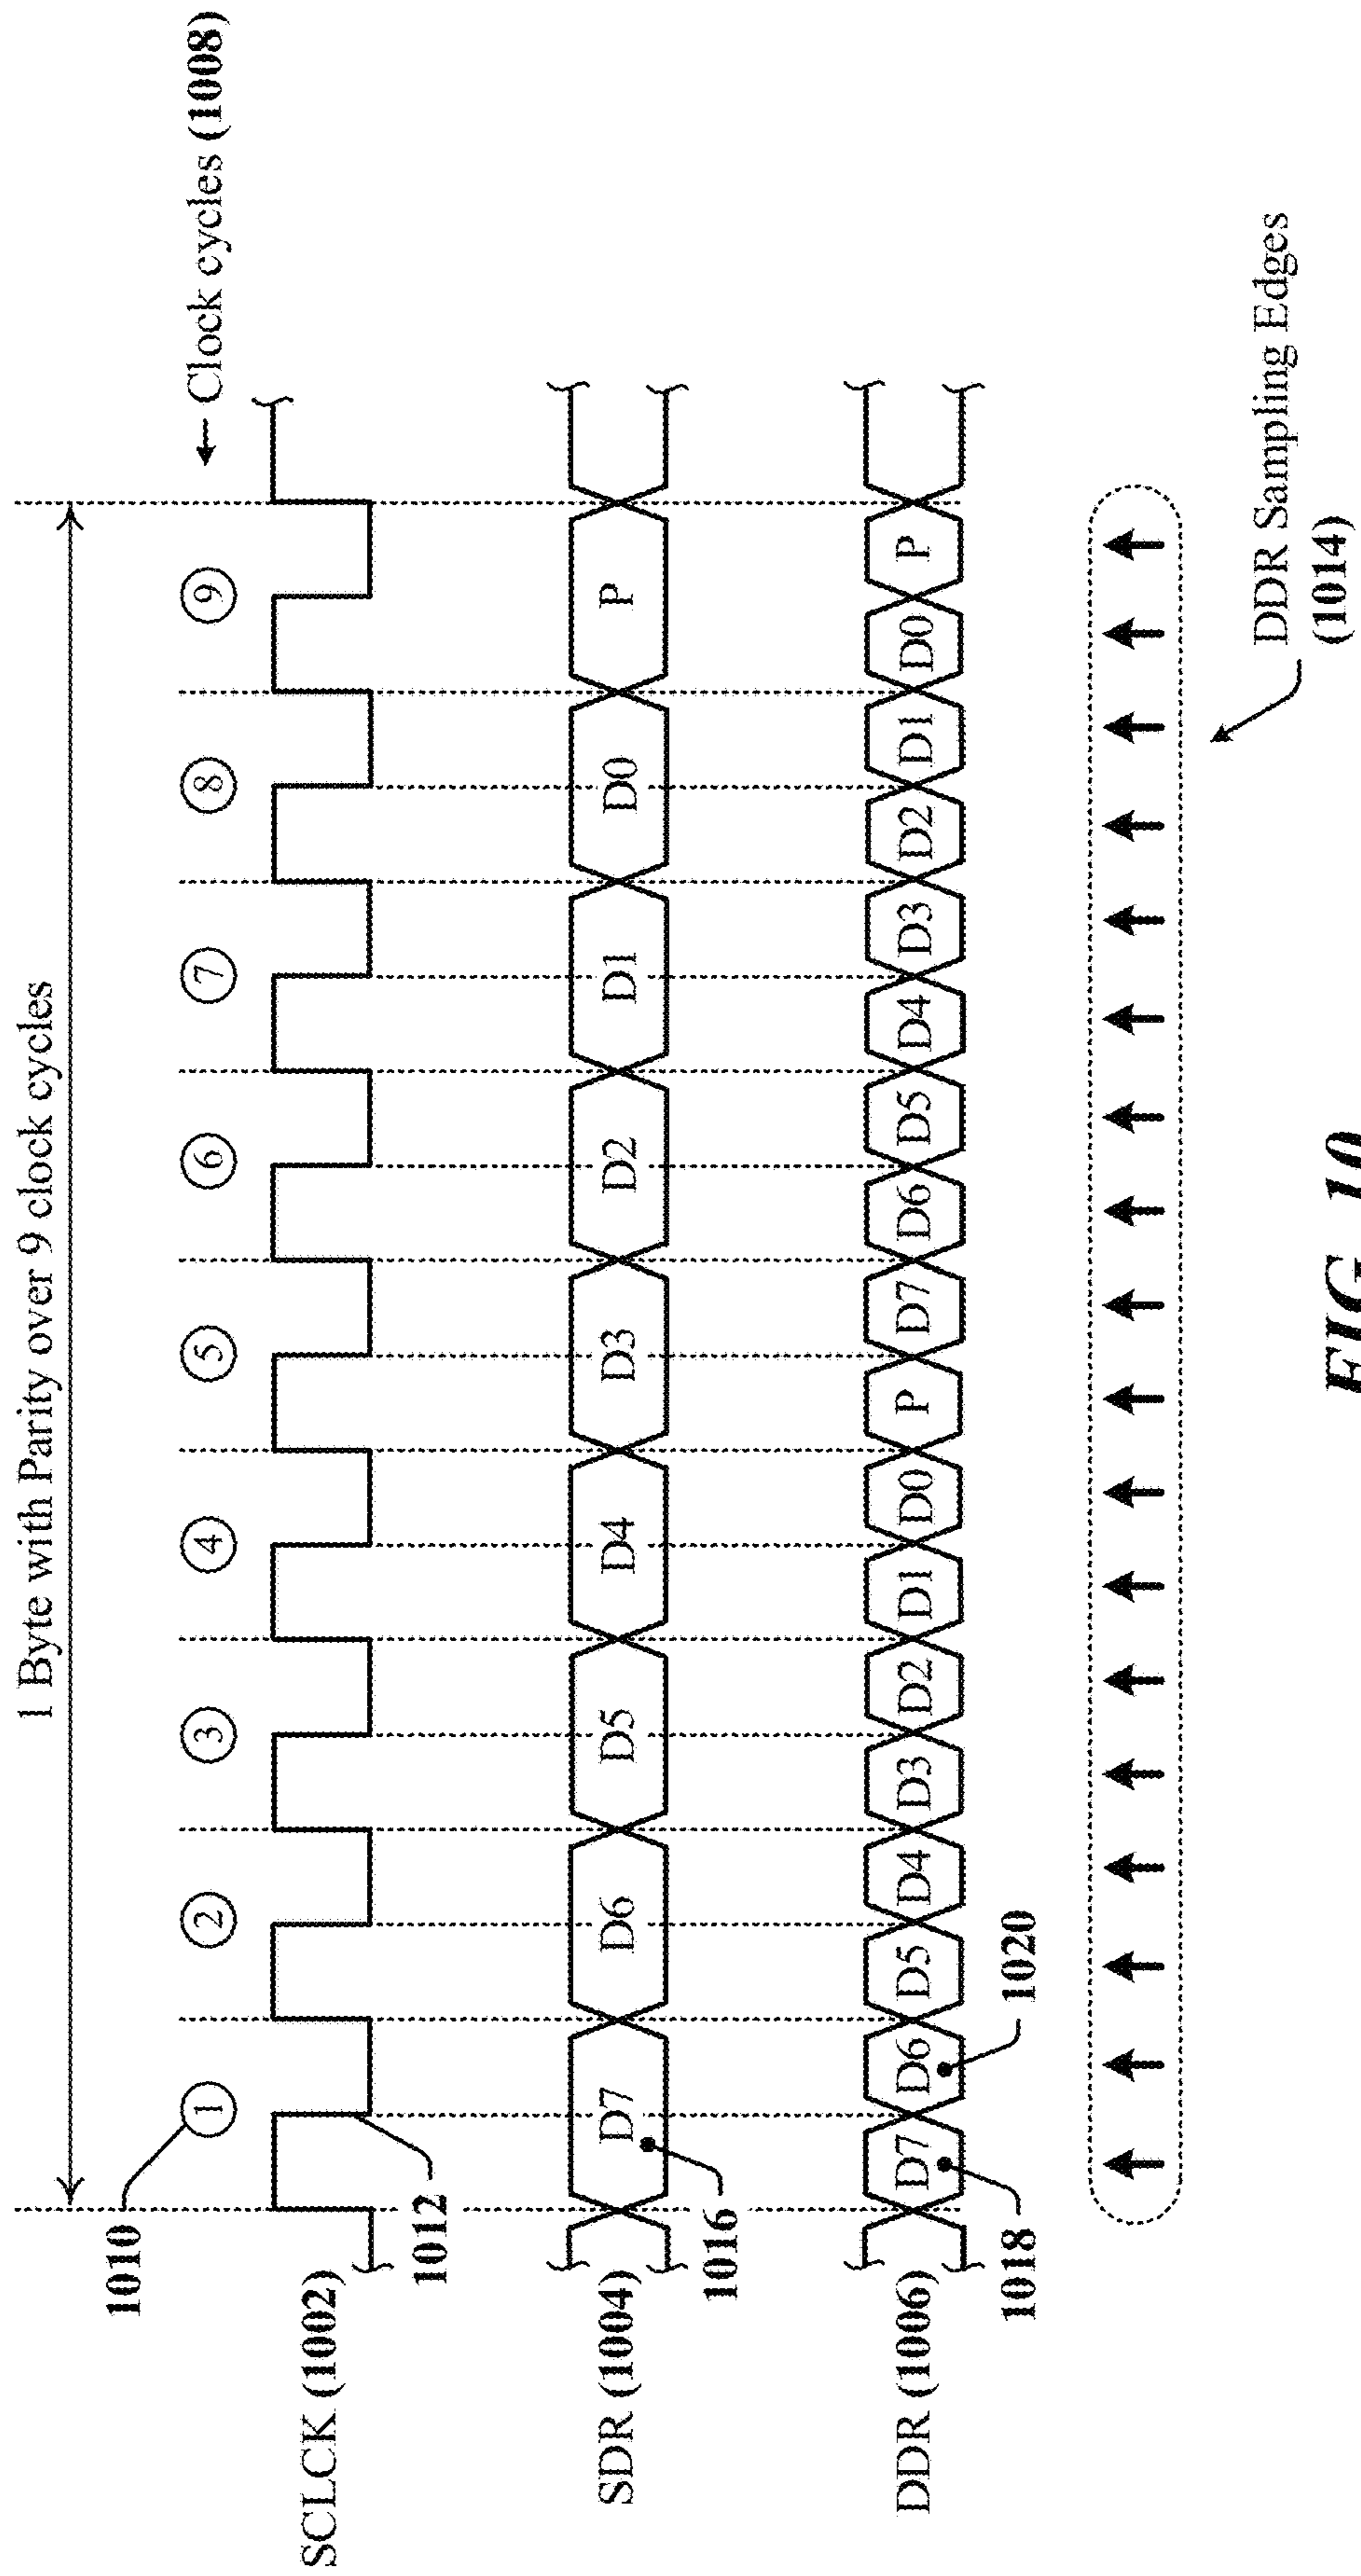 1 Byte with Parity over 9 clock cycles
1010
1 2 3 4 5 6 7 8 9
Clock cycles (1008)
SCLCK (1002)
1012
SDR (1004)
D7 D6 D5 D4 D3 D2 D1 D0 P
1016
DDR (1006)
D7 D6 D5 D4 D3 D2 D1 D0 P D7 D6 D5 D4 D3 D2 D1 D0 P
1018
1020
DDR Sampling Edges
(1014)
FIG. 10